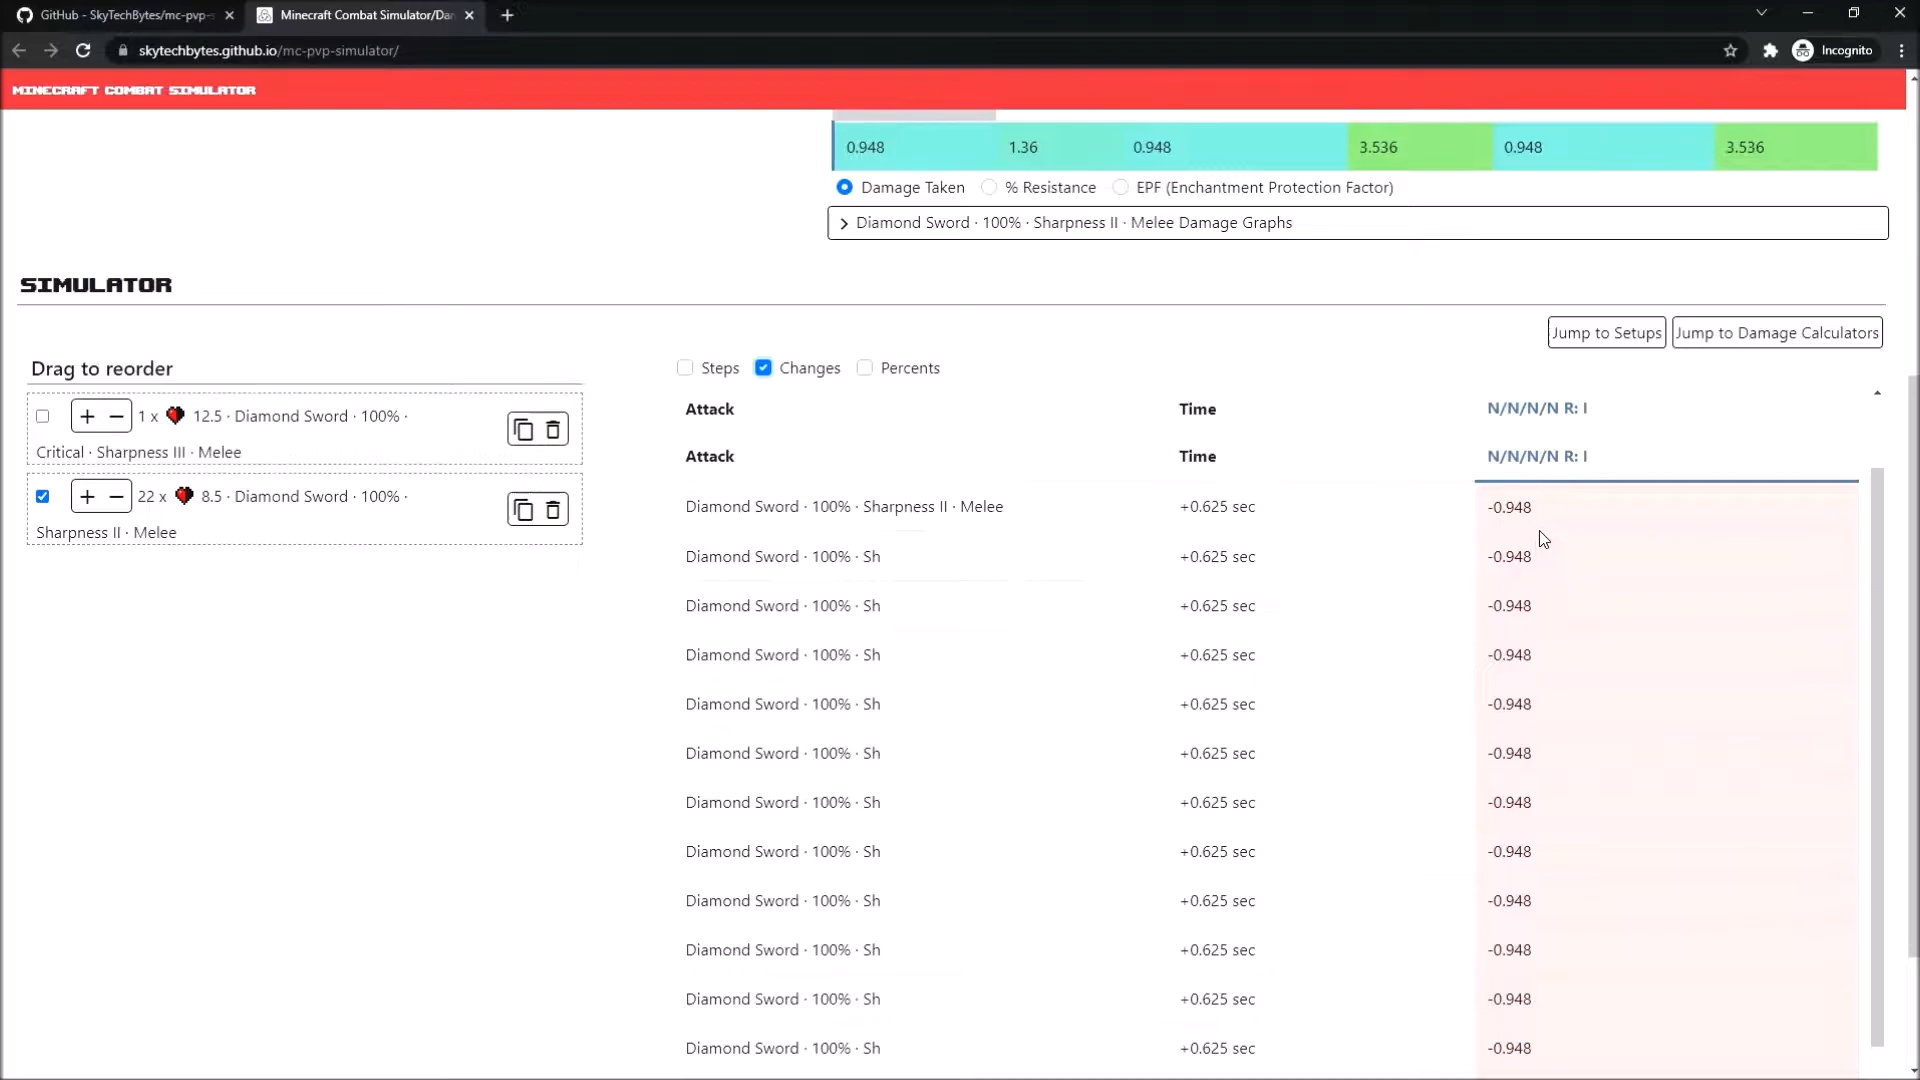 GitHub - SkyTechBytes/mc-pvp-s
Minecraft Combat Simulator/Dan
skytechbytes.github.io/mc-pvp-simulator/
Incognito
MINECRAFT COMBAT SIMULATOR
0.948 1.36 0.948 3.536 0.948 3.536
Damage Taken % Resistance EPF (Enchantment Protection Factor)
Diamond Sword · 100% · Sharpness II · Melee Damage Graphs
SIMULATOR
Jump to Setups Jump to Damage Calculators
Drag to reorder
Steps Changes Percents
+ − 1 x 12.5 · Diamond Sword · 100% ·
Critical · Sharpness III · Melee
+ − 22 x 8.5 · Diamond Sword · 100% ·
Sharpness II · Melee
Attack Time N/N/N/N R: I
Attack Time N/N/N/N R: I
Diamond Sword · 100% · Sharpness II · Melee +0.625 sec -0.948
Diamond Sword · 100% · Sh +0.625 sec -0.948
Diamond Sword · 100% · Sh +0.625 sec -0.948
Diamond Sword · 100% · Sh +0.625 sec -0.948
Diamond Sword · 100% · Sh +0.625 sec -0.948
Diamond Sword · 100% · Sh +0.625 sec -0.948
Diamond Sword · 100% · Sh +0.625 sec -0.948
Diamond Sword · 100% · Sh +0.625 sec -0.948
Diamond Sword · 100% · Sh +0.625 sec -0.948
Diamond Sword · 100% · Sh +0.625 sec -0.948
Diamond Sword · 100% · Sh +0.625 sec -0.948
Diamond Sword · 100% · Sh +0.625 sec -0.948